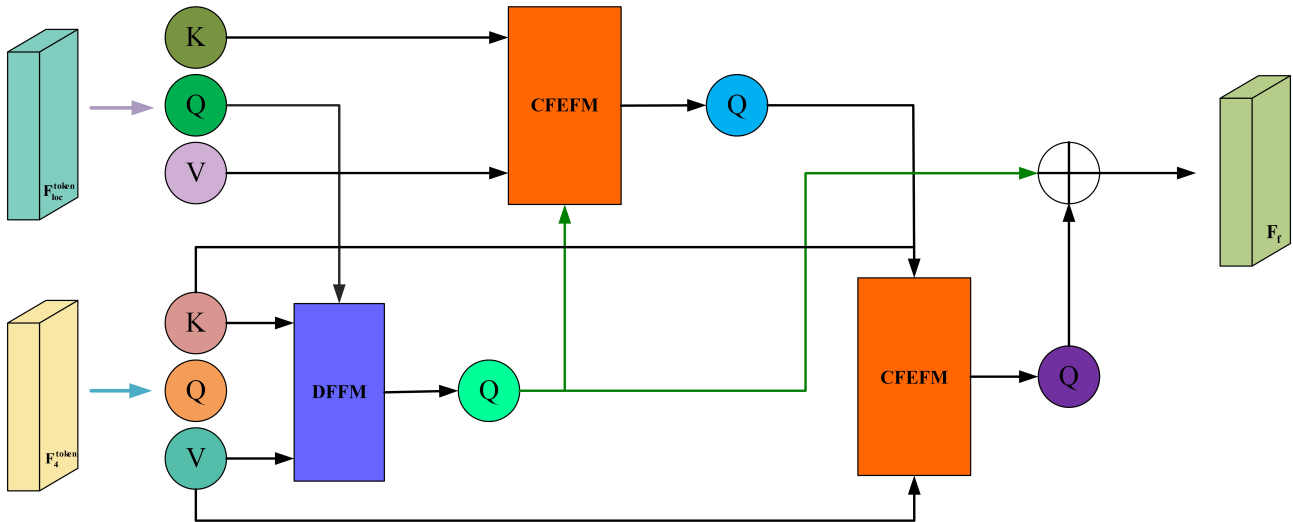 K
Q
V
F_loc^token
CFEFM
Q
F_f
K
Q
V
F_4^token
DFFM
Q
CFEFM
Q